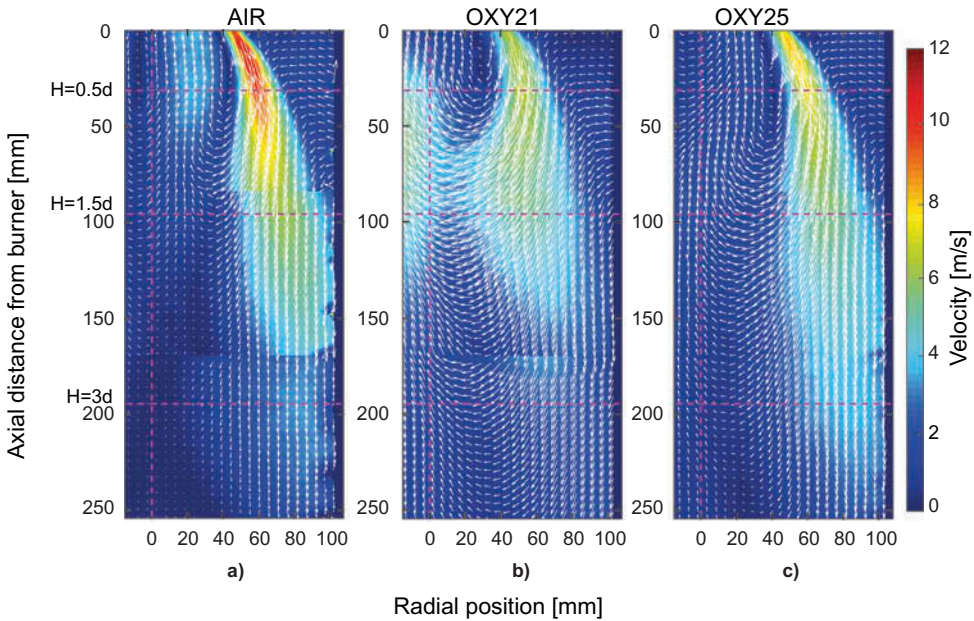 AIR
OXY21
OXY25
0
50
100
150
200
250
H=0.5d
H=1.5d
H=3d
Axial distance from burner [mm]
0
50
100
150
200
250
0
50
100
150
200
250
12
10
8
6
4
2
0
Velocity [m/s]
0 20 40 60 80 100
0 20 40 60 80 100
0 20 40 60 80 100
a)
b)
c)
Radial position [mm]